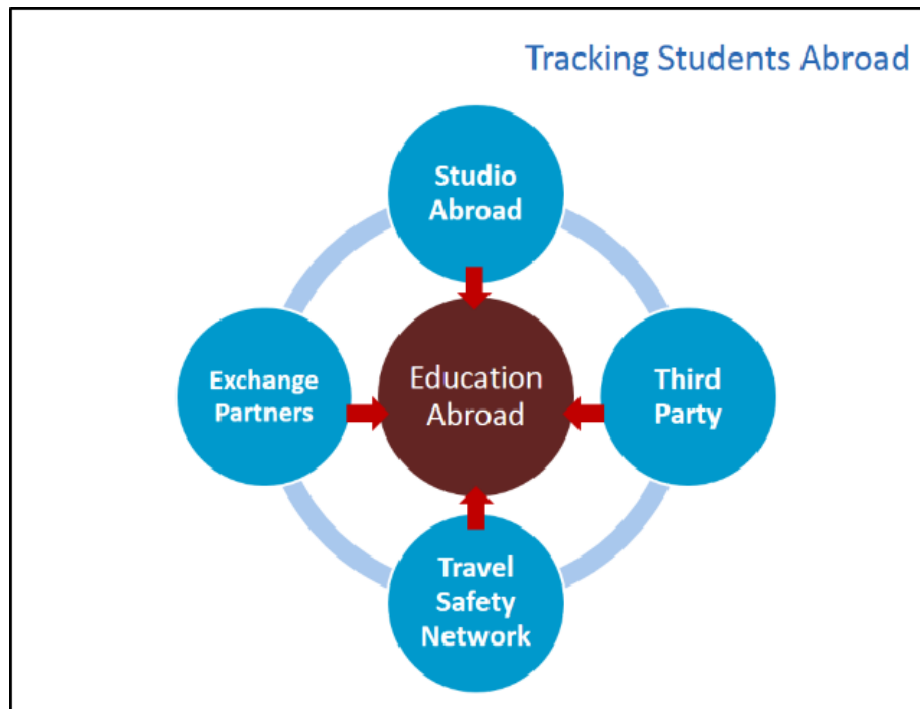 Tracking Students Abroad
Studio
Abroad
Exchange
Partners
Education
Abroad
Third
Party
Travel
Safety
Network